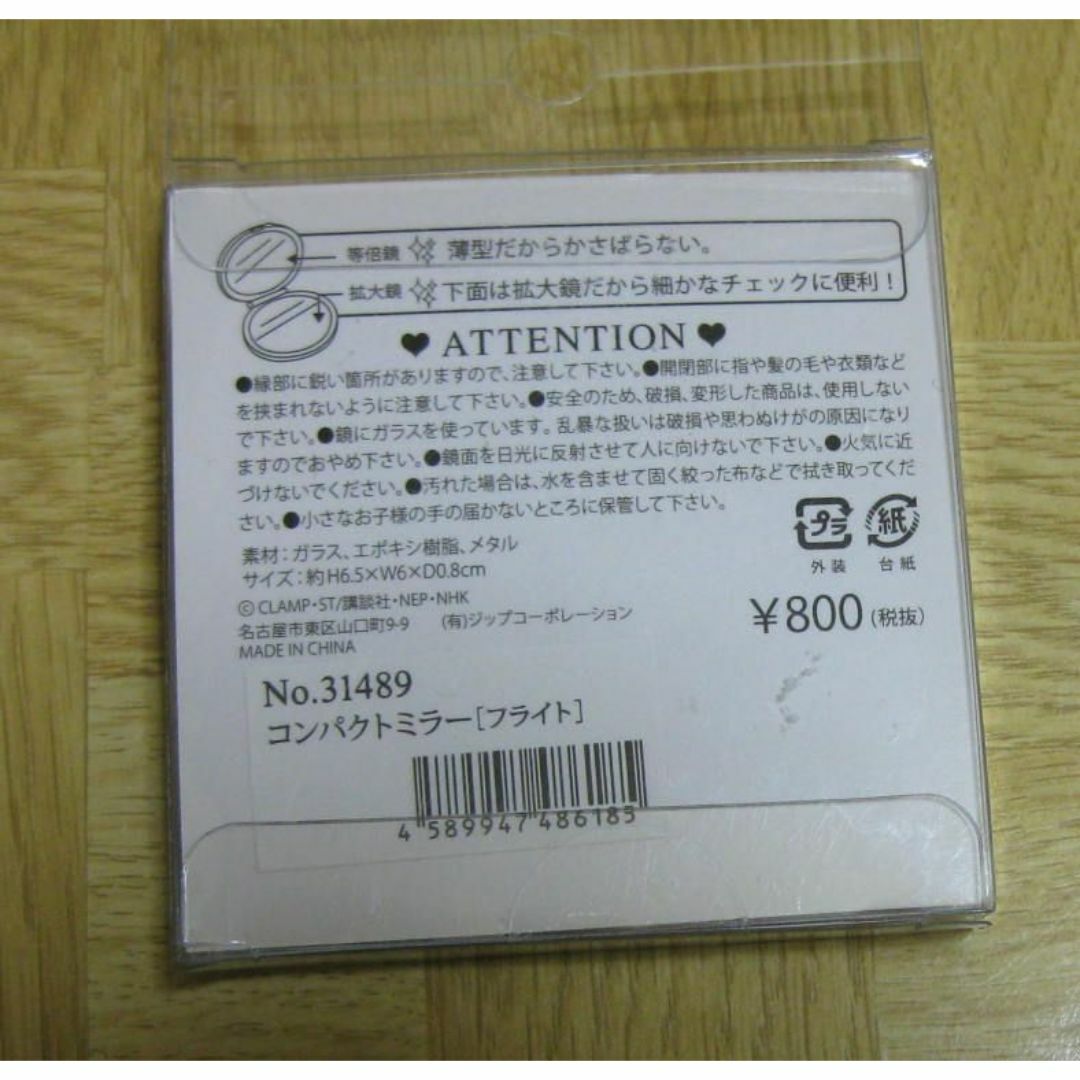 等倍鏡 薄型だからかさばらない。
拡大鏡 下面は拡大鏡だから細かなチェックに便利！
♥ ATTENTION ♥
●縁部に鋭い箇所がありますので、注意して下さい。●開閉部に指や髪の毛や衣類など
を挟まれないように注意して下さい。●安全のため、破損、変形した商品は、使用しない
で下さい。●鏡にガラスを使っています。乱暴な扱いは破損や思わぬけがの原因になり
ますのでおやめ下さい。●鏡面を日光に反射させて人に向けないで下さい。●火気に近
づけないでください。●汚れた場合は、水を含ませて固く絞った布などで拭き取ってくだ
さい。●小さなお子様の手の届かないところに保管して下さい。
素材：ガラス、エポキシ樹脂、メタル
サイズ：約H6.5×W6×D0.8cm
プラ 紙
外装 台紙
© CLAMP・ST/講談社・NEP・NHK
名古屋市東区山口町9-9 (有)ジップコーポレーション
MADE IN CHINA
¥800(税抜)
No.31489
コンパクトミラー[フライト]
4 589947 486185